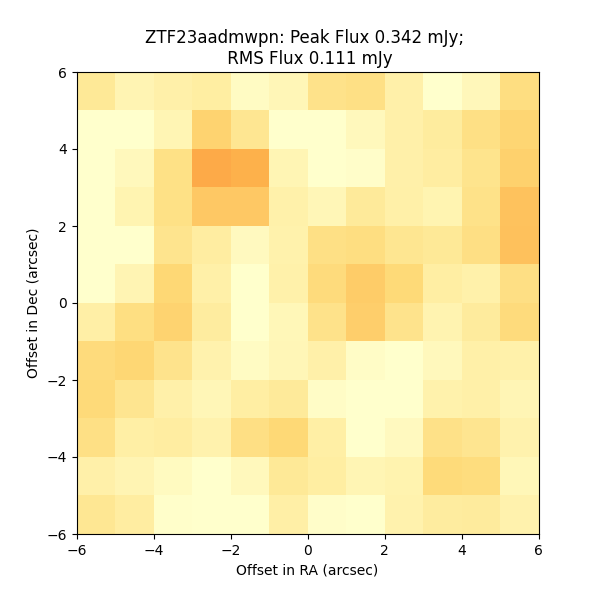 ZTF23aadmwpn: Peak Flux 0.342 mJy;
RMS Flux 0.111 mJy
6
4
2
0
−2
−4
−6
Offset in Dec (arcsec)
−6 −4 −2 0 2 4 6
Offset in RA (arcsec)